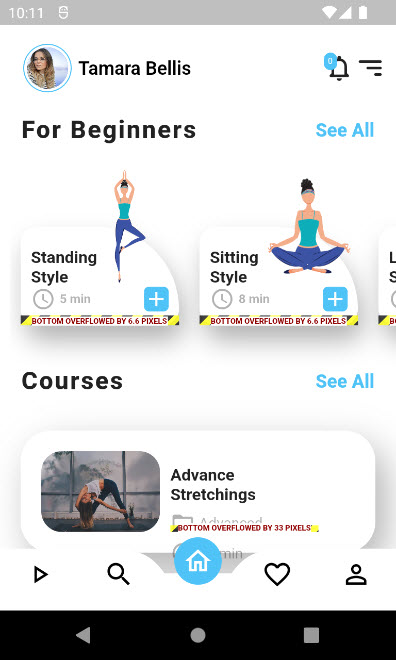 10:11
0
Tamara Bellis
For Beginners
See All
Standing
Style
5 min
BOTTOM OVERFLOWED BY 6.6 PIXELS
Sitting
Style
8 min
BOTTOM OVERFLOWED BY 6.6 PIXELS
L
S
B
Courses
See All
Advance
Stretchings
Advanced
BOTTOM OVERFLOWED BY 33 PIXELS
min